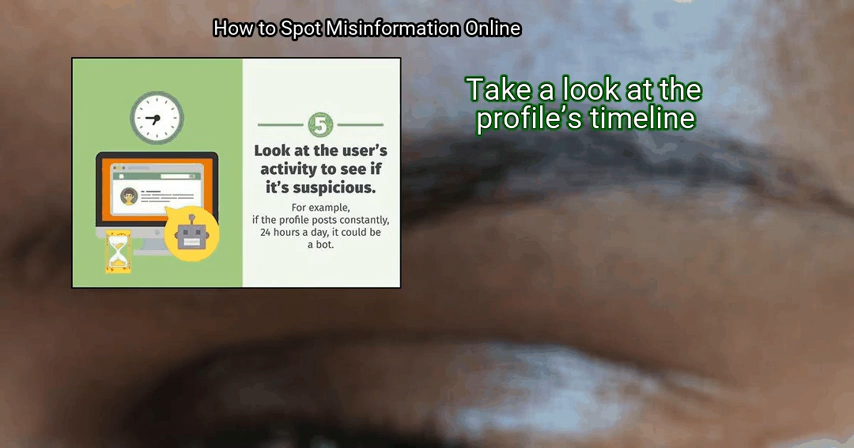 How to Spot Misinformation Online
Take a look at the
profile's timeline
5
Look at the user's
activity to see if
it's suspicious.
For example,
if the profile posts constantly,
24 hours a day, it could be
a bot.